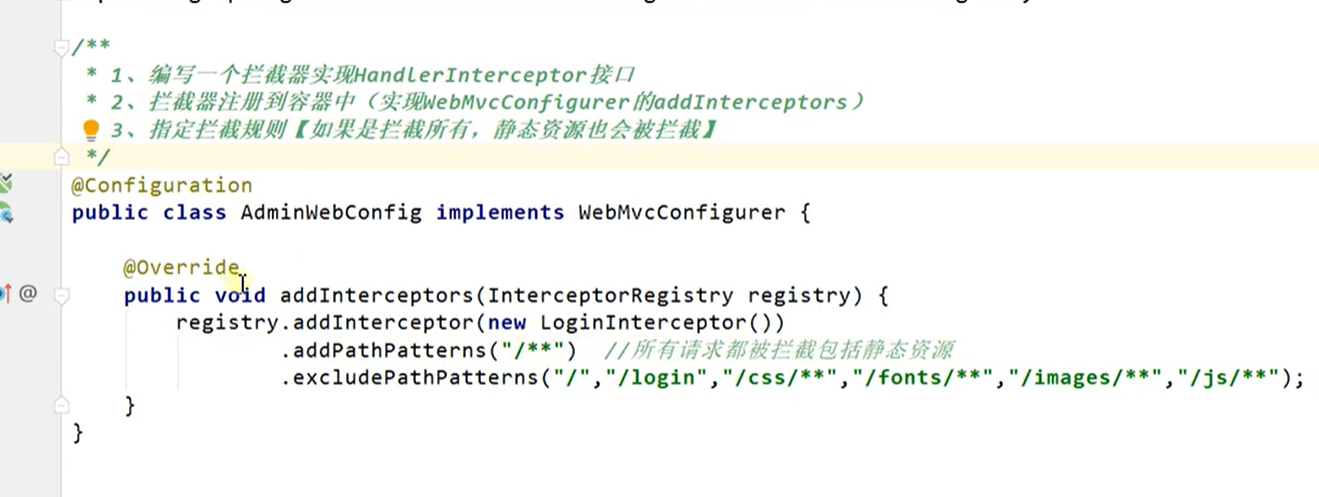 /**
* 1、编写一个拦截器实现HandlerInterceptor接口
* 2、拦截器注册到容器中（实现WebMvcConfigurer的addInterceptors）
3、指定拦截规则【如果是拦截所有，静态资源也会被拦截】
*/
@Configuration
public class AdminWebConfig implements WebMvcConfigurer {
@Override
@
public void addInterceptors(InterceptorRegistry registry) {
registry.addInterceptor(new LoginInterceptor())
.addPathPatterns("/**") //所有请求都被拦截包括静态资源
.excludePathPatterns("/","/login","/css/**","/fonts/**","/images/**","/js/**");
}
}